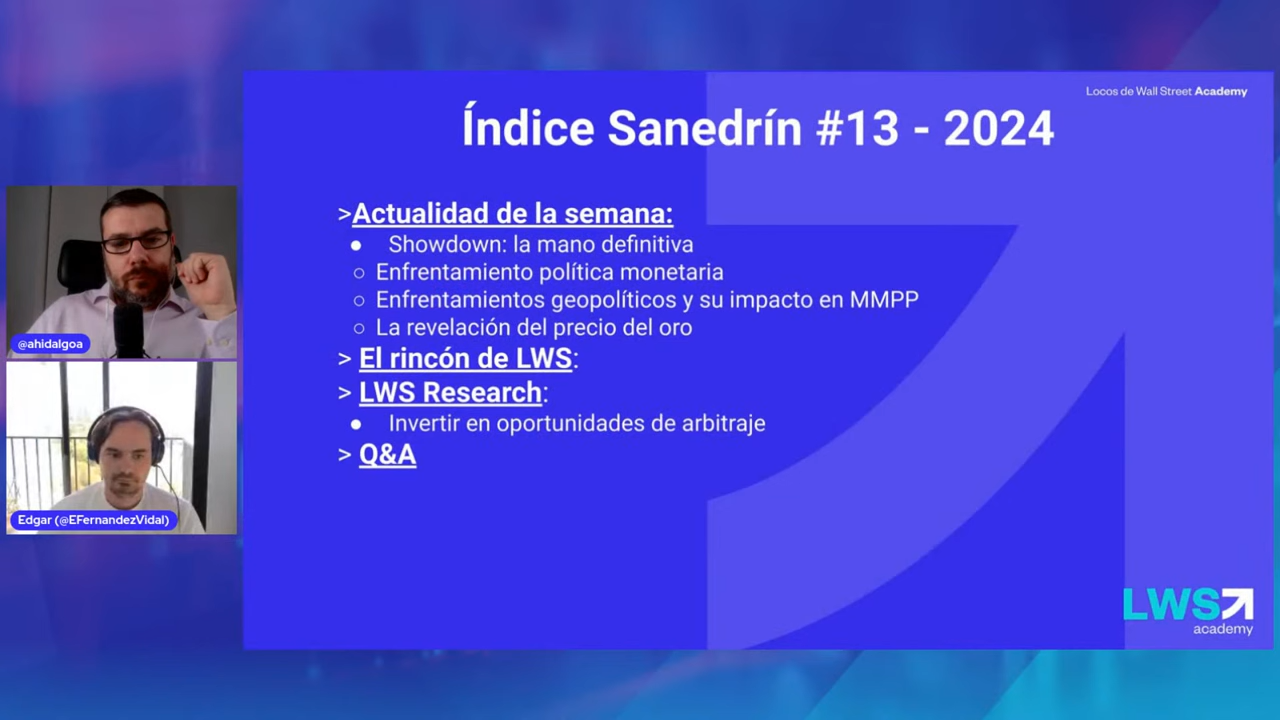 Locos de Wall Street Academy
Índice Sanedrín #13 - 2024
>Actualidad de la semana:
● Showdown: la mano definitiva
○ Enfrentamiento política monetaria
○ Enfrentamientos geopolíticos y su impacto en MMPP
○ La revelación del precio del oro
> El rincón de LWS:
> LWS Research:
● Invertir en oportunidades de arbitraje
> Q&A
@ahidalgoa
Edgar (@EFernandezVidal)
LWS
academy